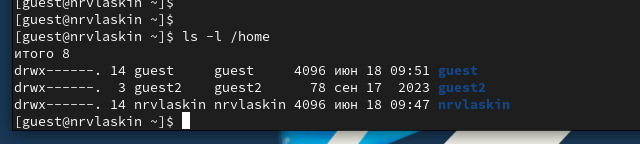 [guest@nrvlaskin ~]$
[guest@nrvlaskin ~]$
[guest@nrvlaskin ~]$ ls -l /home
итого 8
drwx------. 14 guest guest 4096 июн 18 09:51 guest
drwx------. 3 guest2 guest2 78 сен 17 2023 guest2
drwx------. 14 nrvlaskin nrvlaskin 4096 июн 18 09:47 nrvlaskin
[guest@nrvlaskin ~]$